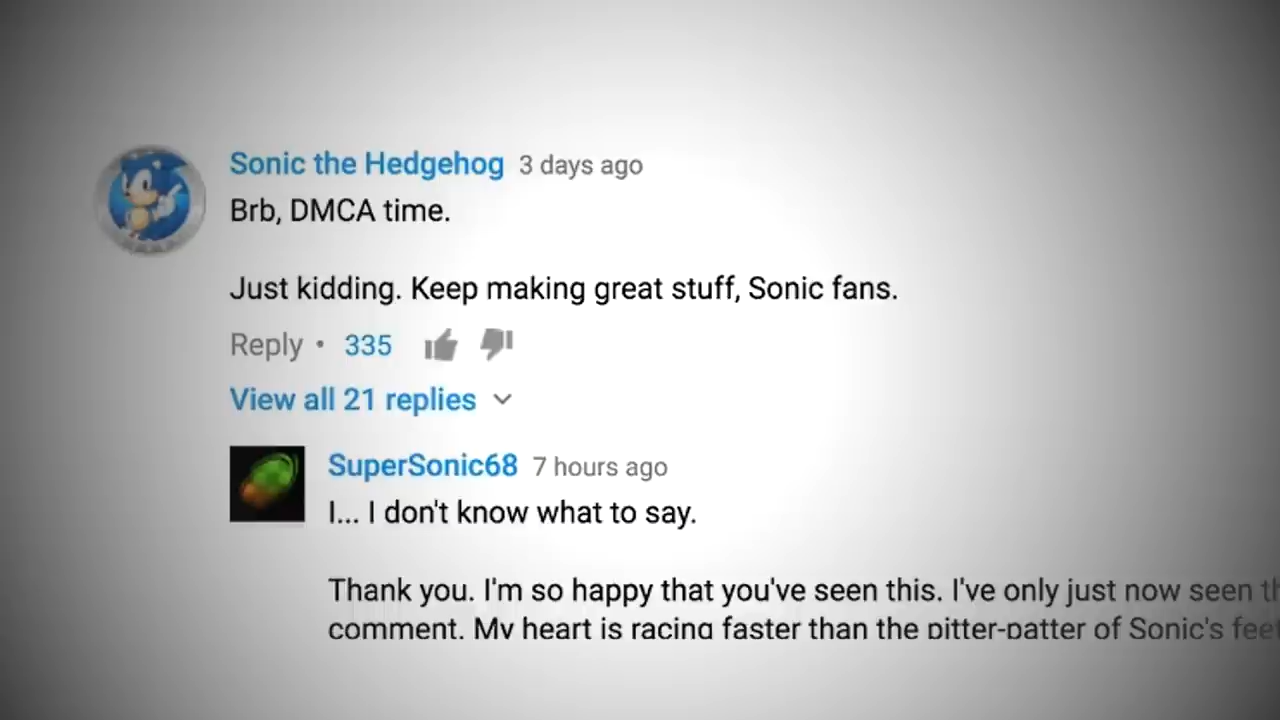 Sonic the Hedgehog 3 days ago
Brb, DMCA time.
Just kidding. Keep making great stuff, Sonic fans.
Reply • 335
View all 21 replies
SuperSonic68 7 hours ago
I... I don't know what to say.
Thank you. I'm so happy that you've seen this. I've only just now seen
comment. My heart is racing faster than the pitter-patter of Sonic's